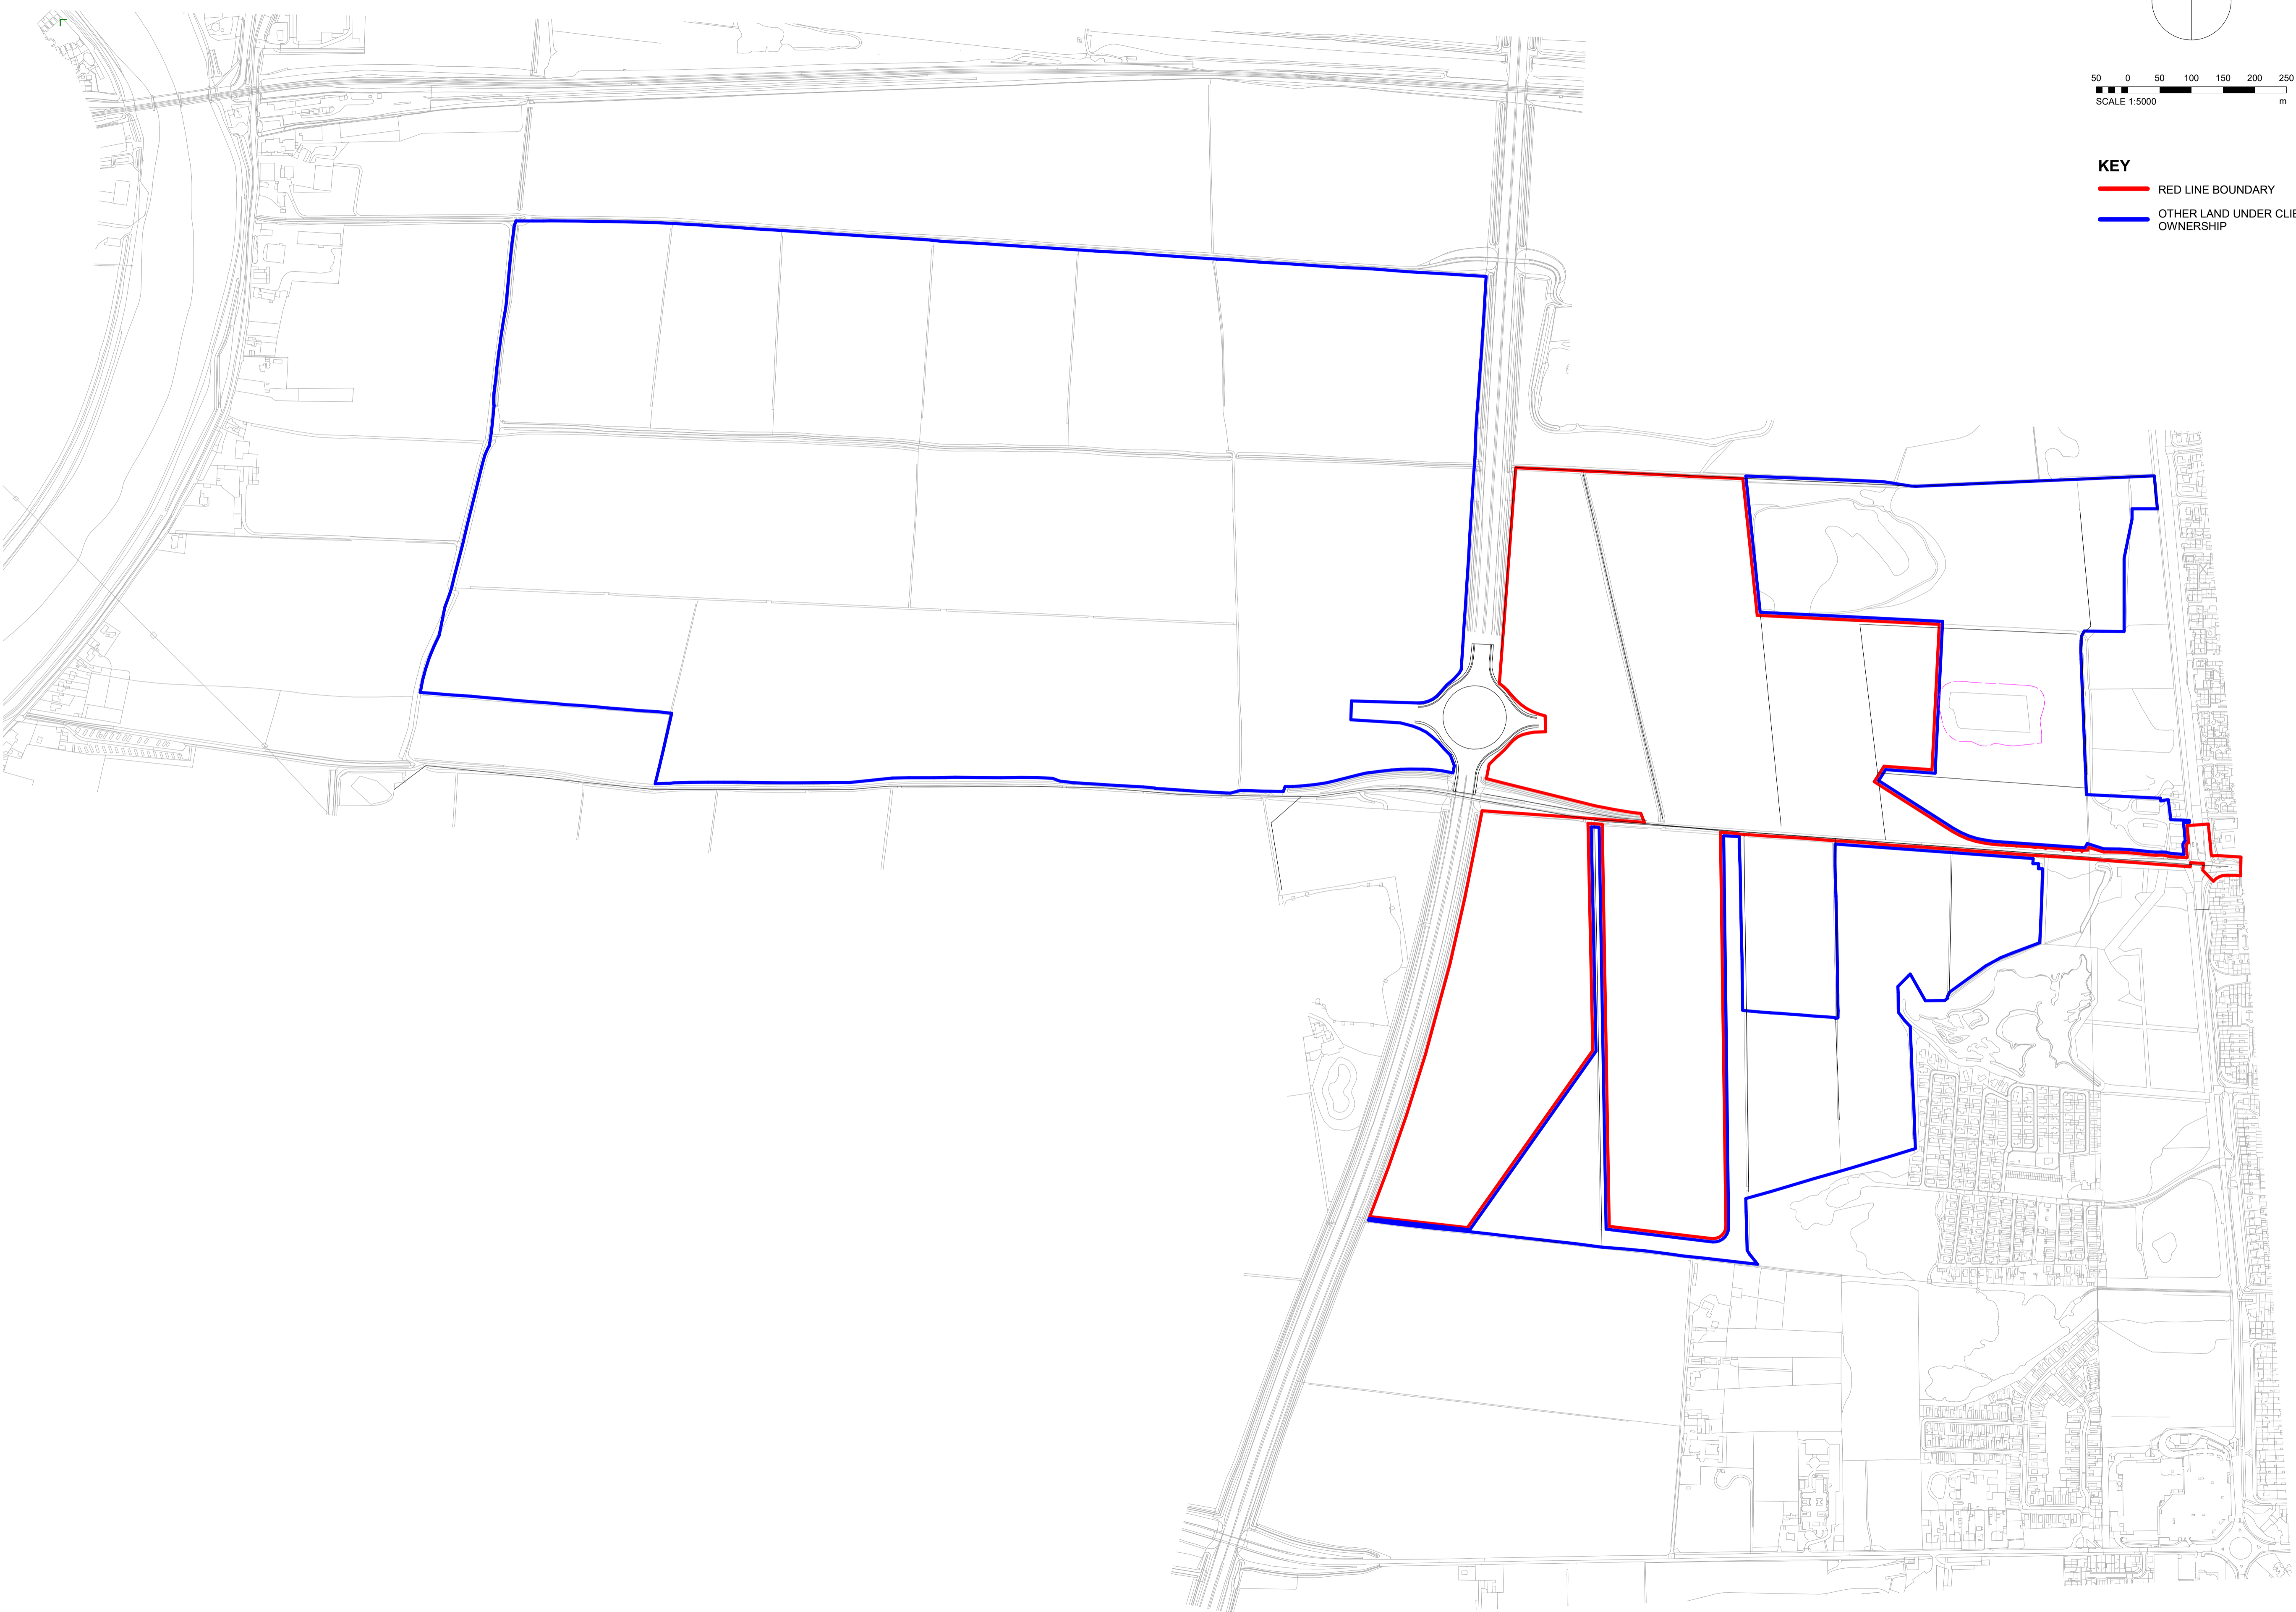 50 0 50 100 150 200 250
SCALE 1:5000 m
KEY
RED LINE BOUNDARY
OTHER LAND UNDER CLIE
OWNERSHIP